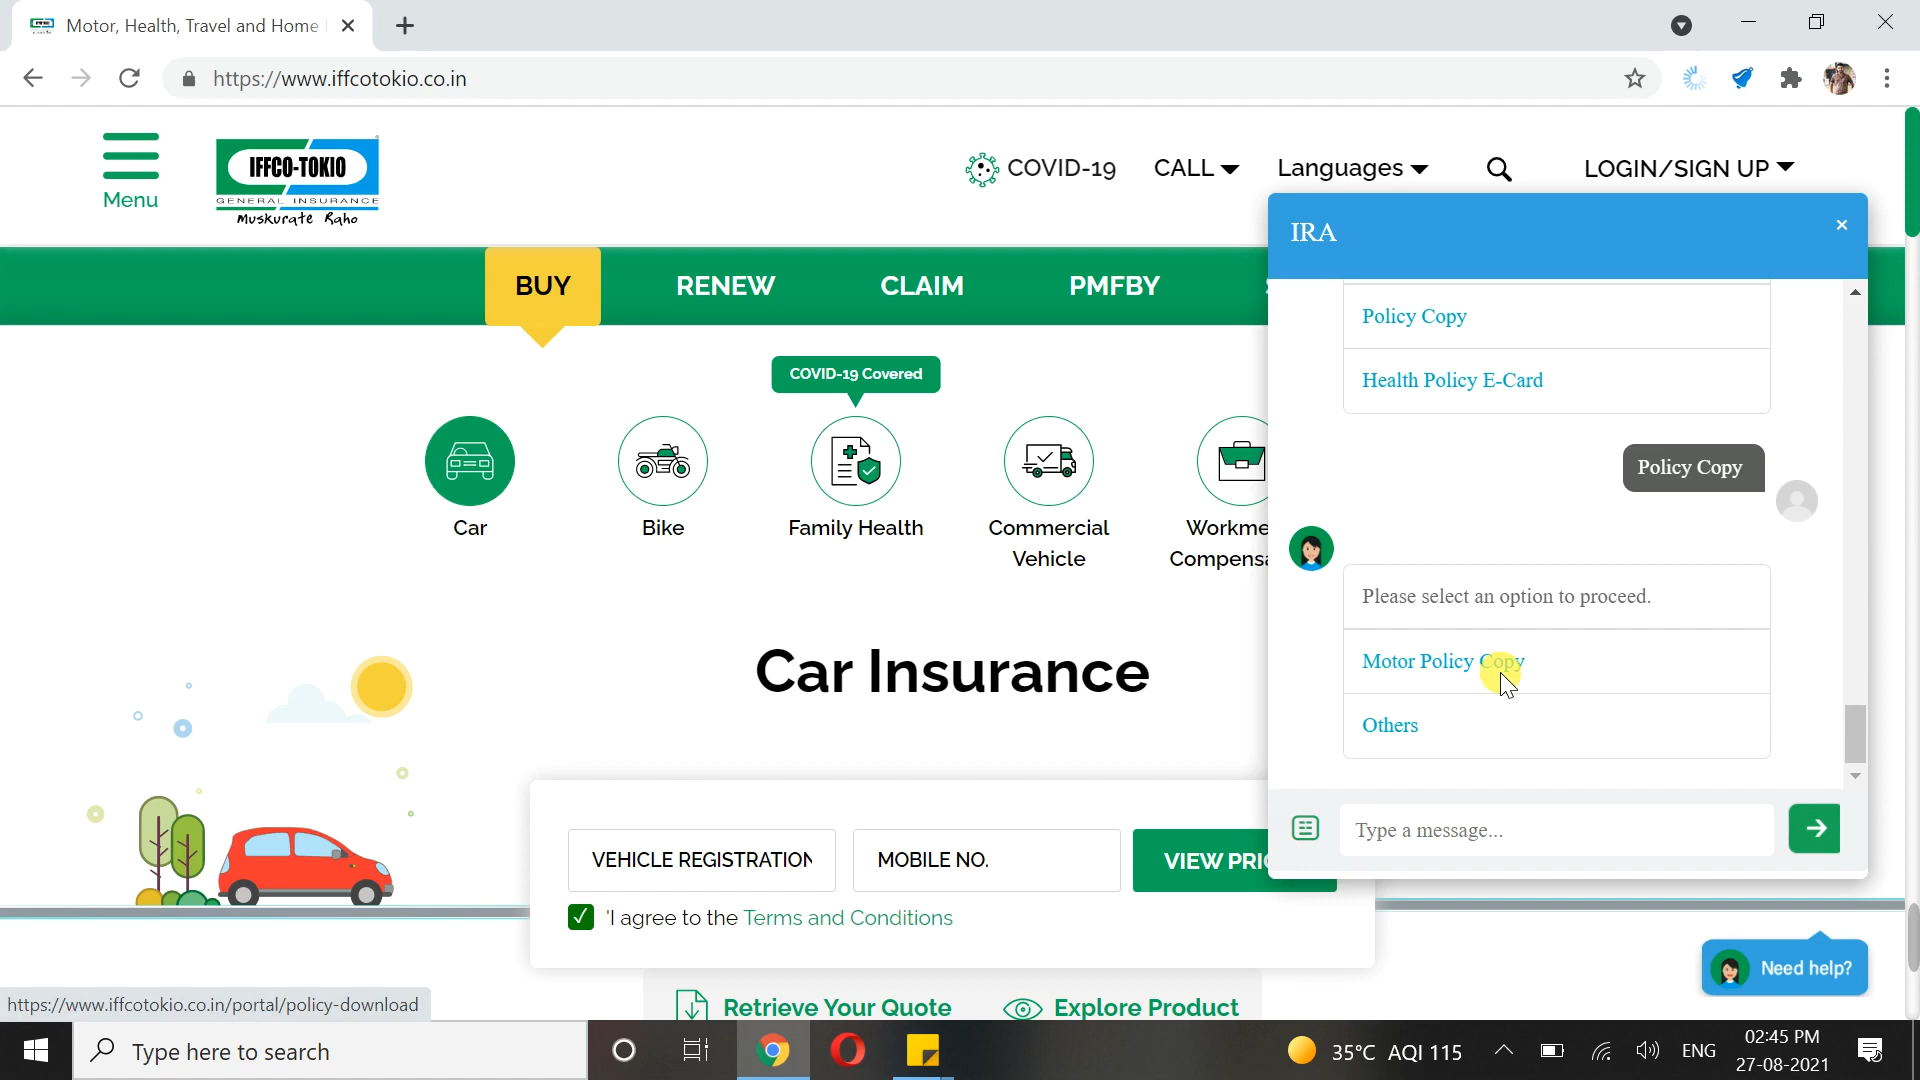 Motor, Health, Travel and Home
https://www.iffcotokio.co.in
Menu
IFFCO-TOKIO
GENERAL INSURANCE
Muskurate Raho
COVID-19
CALL
Languages
LOGIN/SIGN UP
BUY
RENEW
CLAIM
PMFBY
COVID-19 Covered
Car
Bike
Family Health
Commercial
Vehicle
Workme
Compens
Car Insurance
VEHICLE REGISTRATION
MOBILE NO.
VIEW PRI
✓ 'I agree to the Terms and Conditions
Retrieve Your Quote
Explore Product
IRA
×
Policy Copy
Health Policy E-Card
Policy Copy
Please select an option to proceed.
Motor Policy Copy
Others
Type a message...
Need help?
https://www.iffcotokio.co.in/portal/policy-download
Type here to search
35°C AQI 115
ENG
02:45 PM
27-08-2021